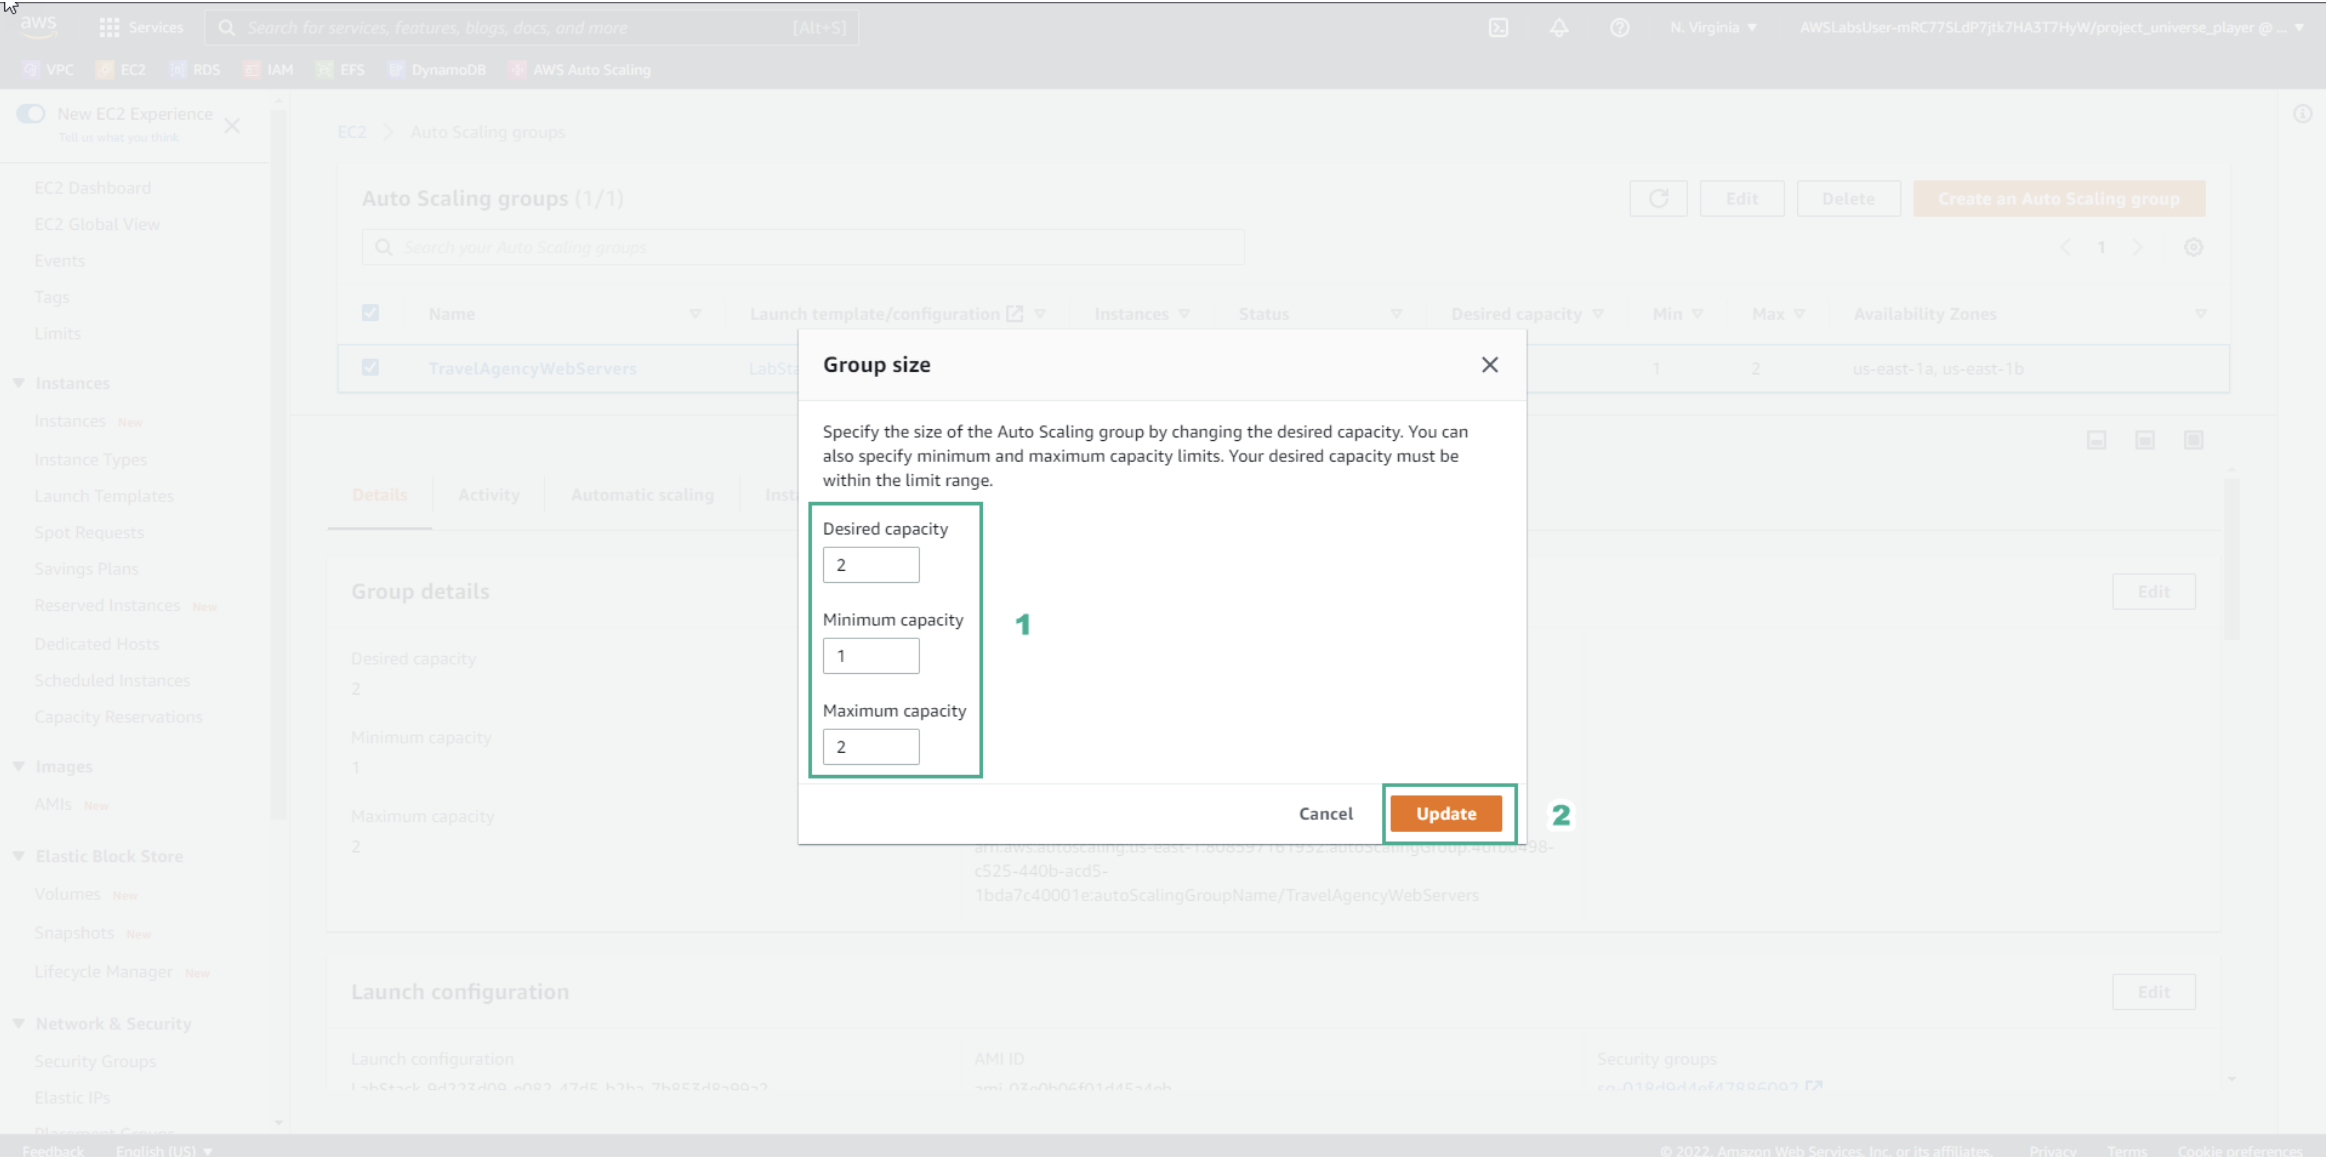 aws
Services
Search for services, features, blogs, docs, and more
[Alt+S]
N. Virginia
AWSLabsUser-mRC77SLdP7jtk7HA3T7HyW/project_universe_player @ ...
VPC
EC2
RDS
IAM
EFS
DynamoDB
AWS Auto Scaling
New EC2 Experience
Tell us what you think
EC2 Dashboard
EC2 Global View
Events
Tags
Limits
Instances
Instances New
Instance Types
Launch Templates
Spot Requests
Savings Plans
Reserved Instances New
Dedicated Hosts
Scheduled Instances
Capacity Reservations
Images
AMIs New
Elastic Block Store
Volumes New
Snapshots New
Lifecycle Manager New
Network & Security
Security Groups
Elastic IPs
Placement Groups
EC2 > Auto Scaling groups
Auto Scaling groups (1/1)
Edit
Delete
Create an Auto Scaling group
Search your Auto Scaling groups
1
Name
Launch template/configuration
Instances
Status
Desired capacity
Min
Max
Availability Zones
TravelAgencyWebServers
LabSta
1
2
us-east-1a, us-east-1b
Details
Activity
Automatic scaling
Inst
Group details
Edit
Desired capacity
2
Minimum capacity
1
Maximum capacity
2
c525-440b-acd5-
1bda7c40001e:autoScalingGroupName/TravelAgencyWebServers
Launch configuration
Edit
Launch configuration
AMI ID
Security groups
Group size
Specify the size of the Auto Scaling group by changing the desired capacity. You can
also specify minimum and maximum capacity limits. Your desired capacity must be
within the limit range.
Desired capacity
2
Minimum capacity
1
Maximum capacity
2
1
Cancel
Update
2
Feedback
English (US)
© 2022, Amazon Web Services, Inc. or its affiliates.
Privacy
Terms
Cookie preferences